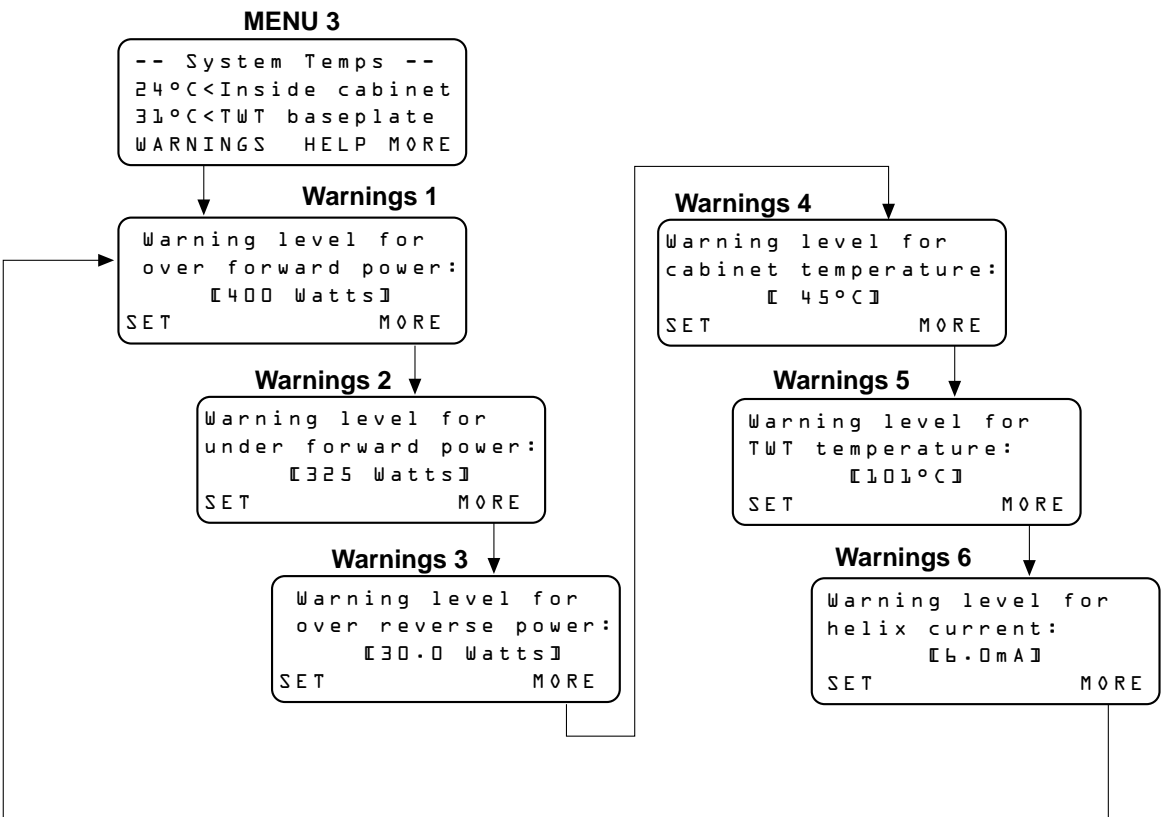 MENU 3
-- System Temps --
24°C<Inside cabinet
31°C<TWT baseplate
WARNINGS HELP MORE
Warnings 1
Warning level for
over forward power:
[400 Watts]
SET MORE
Warnings 2
Warning level for
under forward power:
[325 Watts]
SET MORE
Warnings 3
Warning level for
over reverse power:
[30.0 Watts]
SET MORE
Warnings 4
Warning level for
cabinet temperature:
[ 45°C]
SET MORE
Warnings 5
Warning level for
TWT temperature:
[101°C]
SET MORE
Warnings 6
Warning level for
helix current:
[6.0mA]
SET MORE